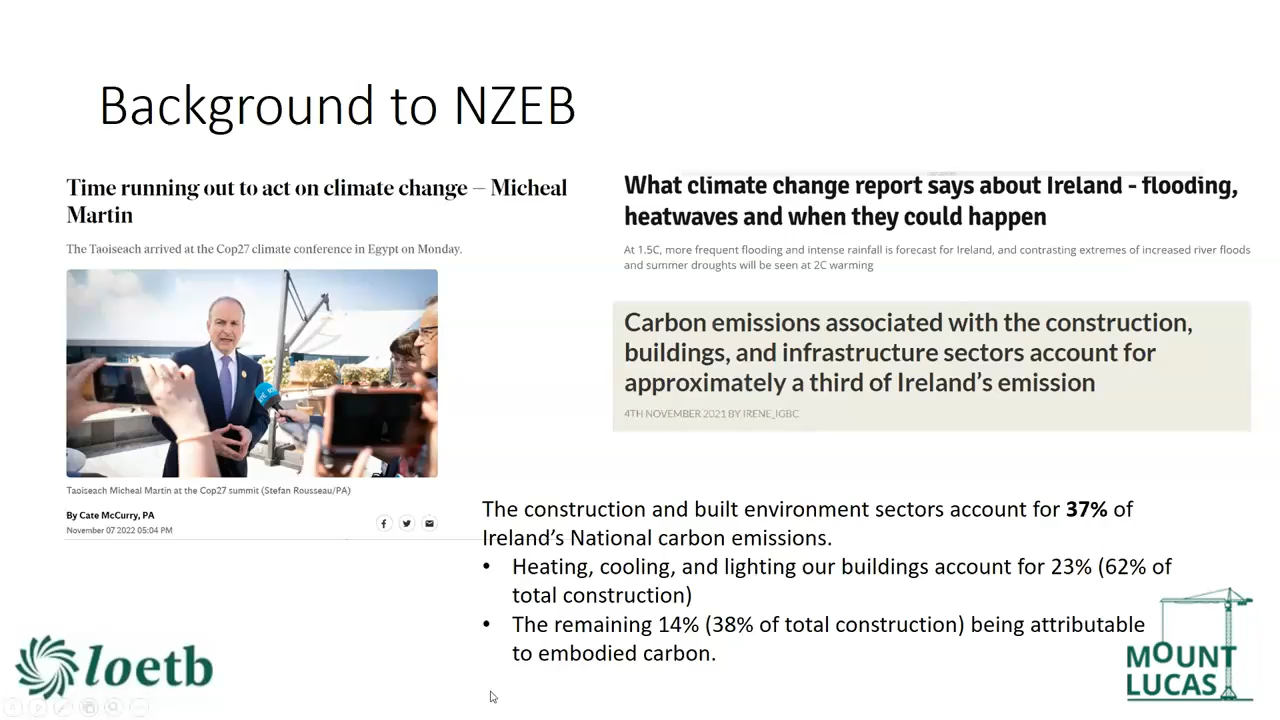 Background to NZEB
Time running out to act on climate change – Micheal
Martin
The Taoiseach arrived at the Cop27 climate conference in Egypt on Monday.
Taoiseach Micheal Martin at the Cop27 summit (Stefan Rousseau/PA)
By Cate McCurry, PA
November 07 2022 05:04 PM
What climate change report says about Ireland - flooding,
heatwaves and when they could happen
At 1.5C, more frequent flooding and intense rainfall is forecast for Ireland, and contrasting extremes of increased river floods
and summer droughts will be seen at 2C warming
Carbon emissions associated with the construction,
buildings, and infrastructure sectors account for
approximately a third of Ireland's emission
4TH NOVEMBER 2021 BY IRENE_IGBC
The construction and built environment sectors account for 37% of
Ireland's National carbon emissions.
• Heating, cooling, and lighting our buildings account for 23% (62% of
total construction)
• The remaining 14% (38% of total construction) being attributable
to embodied carbon.
loetb
MOUNT
LUCAS